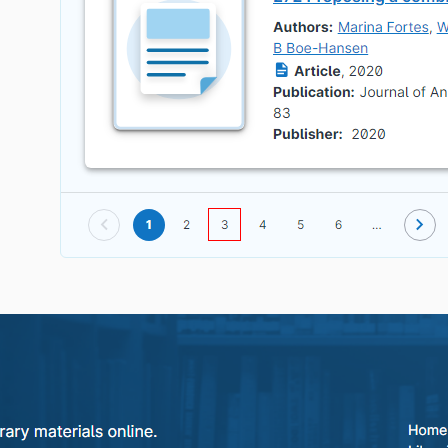 Authors: Marina Fortes,
B Boe-Hansen
Article, 2020
Publication: Journal of An
83
Publisher: 2020
1 2 3 4 5 6 ...
rary materials online.
Home